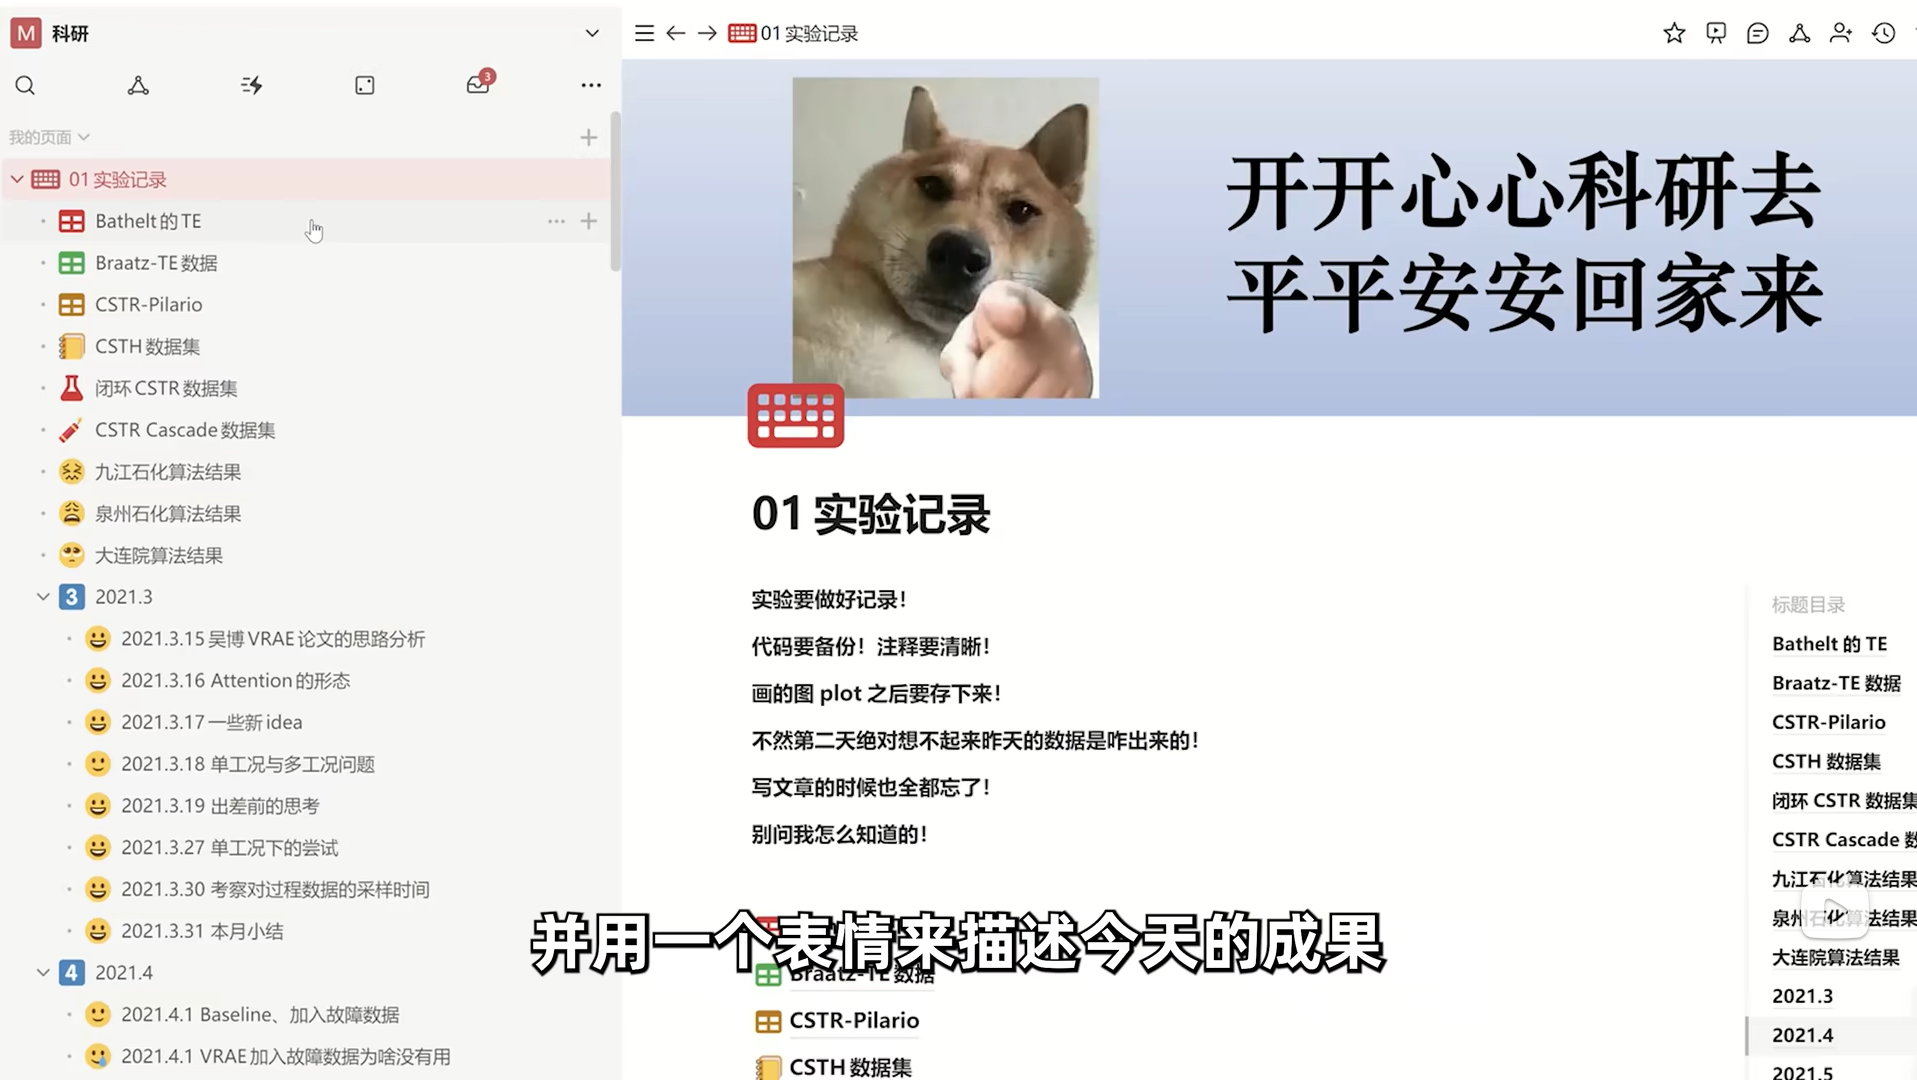 M 科研
3
我的页面
01 实验记录
Bathelt 的 TE
Braatz-TE 数据
CSTR-Pilario
CSTH 数据集
闭环 CSTR 数据集
CSTR Cascade 数据集
九江石化算法结果
泉州石化算法结果
大连院算法结果
3 2021.3
2021.3.15 吴博 VRAE 论文的思路分析
2021.3.16 Attention 的形态
2021.3.17 一些新 idea
2021.3.18 单工况与多工况问题
2021.3.19 出差前的思考
2021.3.27 单工况下的尝试
2021.3.30 考察对过程数据的采样时间
2021.3.31 本月小结
4 2021.4
2021.4.1 Baseline、加入故障数据
2021.4.1 VRAE 加入故障数据为啥没有用
01 实验记录
开开心心科研去
平平安安回家来
01 实验记录
实验要做好记录！
代码要备份！注释要清晰！
画的图 plot 之后要存下来！
不然第二天绝对想不起来昨天的数据是咋出来的！
写文章的时候也全都忘了！
别问我怎么知道的！
Braatz-TE 数据
CSTR-Pilario
CSTH 数据集
标题目录
Bathelt 的 TE
Braatz-TE 数据
CSTR-Pilario
CSTH 数据集
闭环 CSTR 数据集
CSTR Cascade 数
九江石化算法结果
泉州石化算法结果
大连院算法结果
2021.3
2021.4
2021.5
并用一个表情来描述今天的成果